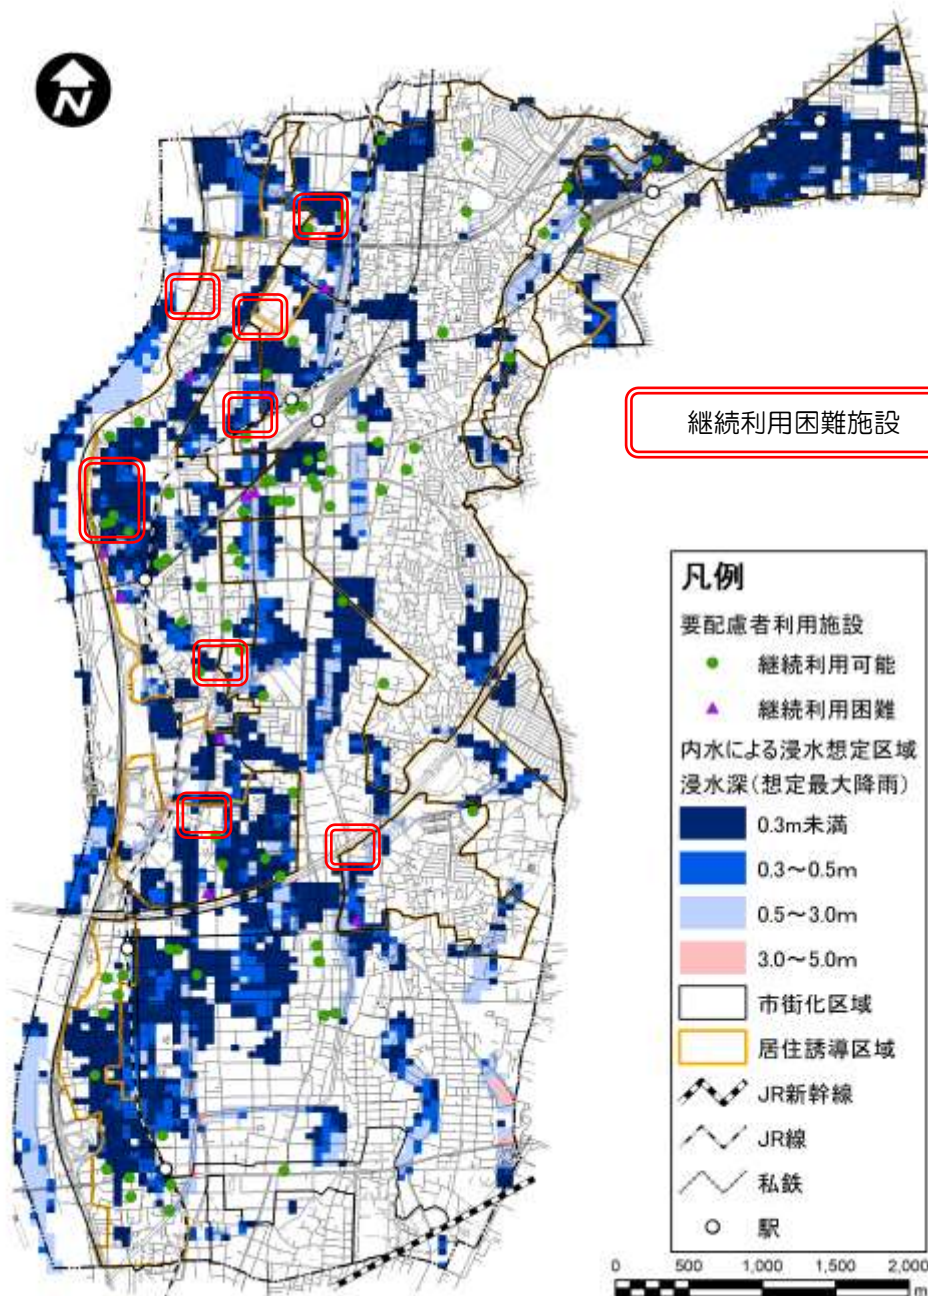 N
継続利用困難施設
凡例
要配慮者利用施設
継続利用可能
継続利用困難
内水による浸水想定区域
浸水深(想定最大降雨)
0.3m未満
0.3～0.5m
0.5～3.0m
3.0～5.0m
市街化区域
居住誘導区域
JR新幹線
JR線
私鉄
駅
0 500 1,000 1,500 2,000
m